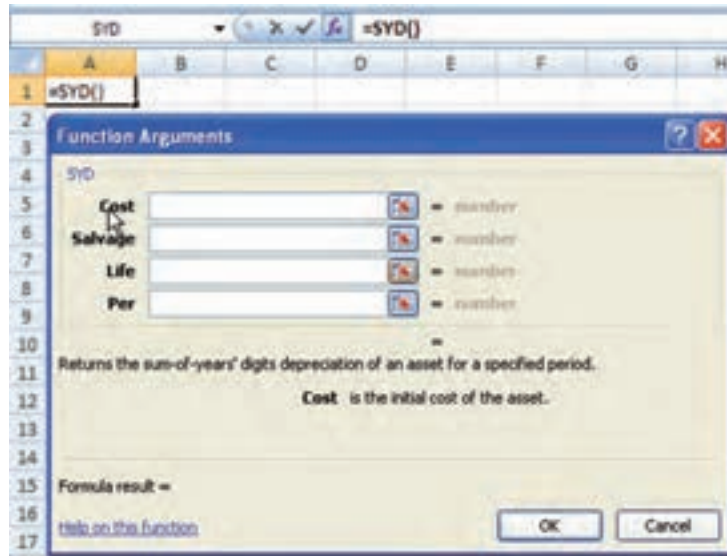 SYD =SYD()
A B C D E F G H
1 =SYD()
2
3 Function Arguments
4 SYD
5 Cost = number
6 Salvage = number
7 Life = number
8
9 Per = number
10 =
11 Returns the sum-of-years' digits depreciation of an asset for a specified period.
12 Cost is the initial cost of the asset.
13
14
15 Formula result =
16
17 Help on this function OK Cancel